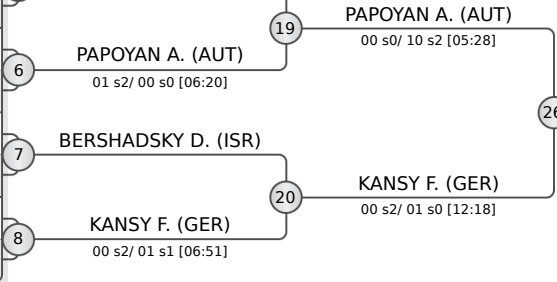 19
PAPOYAN A. (AUT)
00 s0/ 10 s2 [05:28]
6
PAPOYAN A. (AUT)
01 s2/ 00 s0 [06:20]
26
7
BERSHADSKY D. (ISR)
20
KANSY F. (GER)
00 s2/ 01 s0 [12:18]
8
KANSY F. (GER)
00 s2/ 01 s1 [06:51]